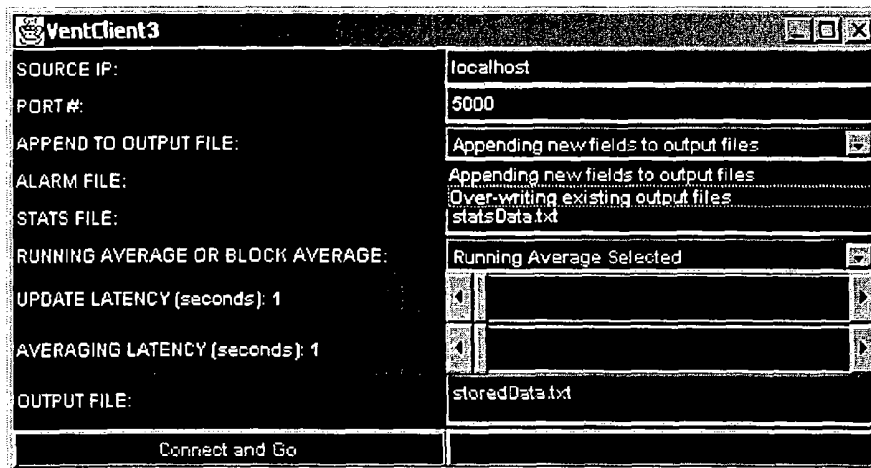 VentClient3
SOURCE IP: localhost
PORT #: 5000
APPEND TO OUTPUT FILE: Appending new fields to output files
ALARM FILE: Appending new fields to output files
Over-writing existing output files
STATS FILE: statsData.txt
RUNNING AVERAGE OR BLOCK AVERAGE: Running Average Selected
UPDATE LATENCY (seconds): 1
AVERAGING LATENCY (seconds): 1
OUTPUT FILE: storedData.txt
Connect and Go